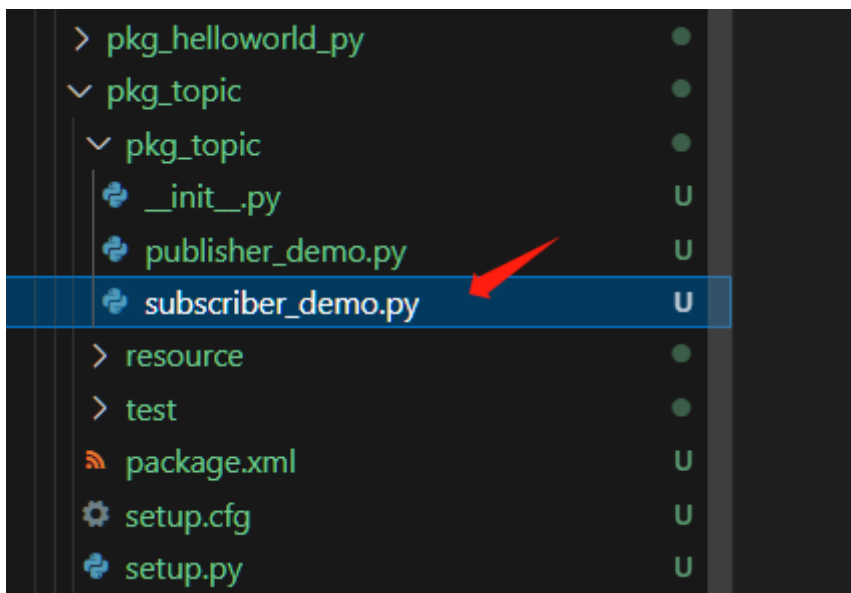 pkg_helloworld_py
pkg_topic
pkg_topic
__init__.py U
publisher_demo.py U
subscriber_demo.py U
resource
test
package.xml U
setup.cfg U
setup.py U